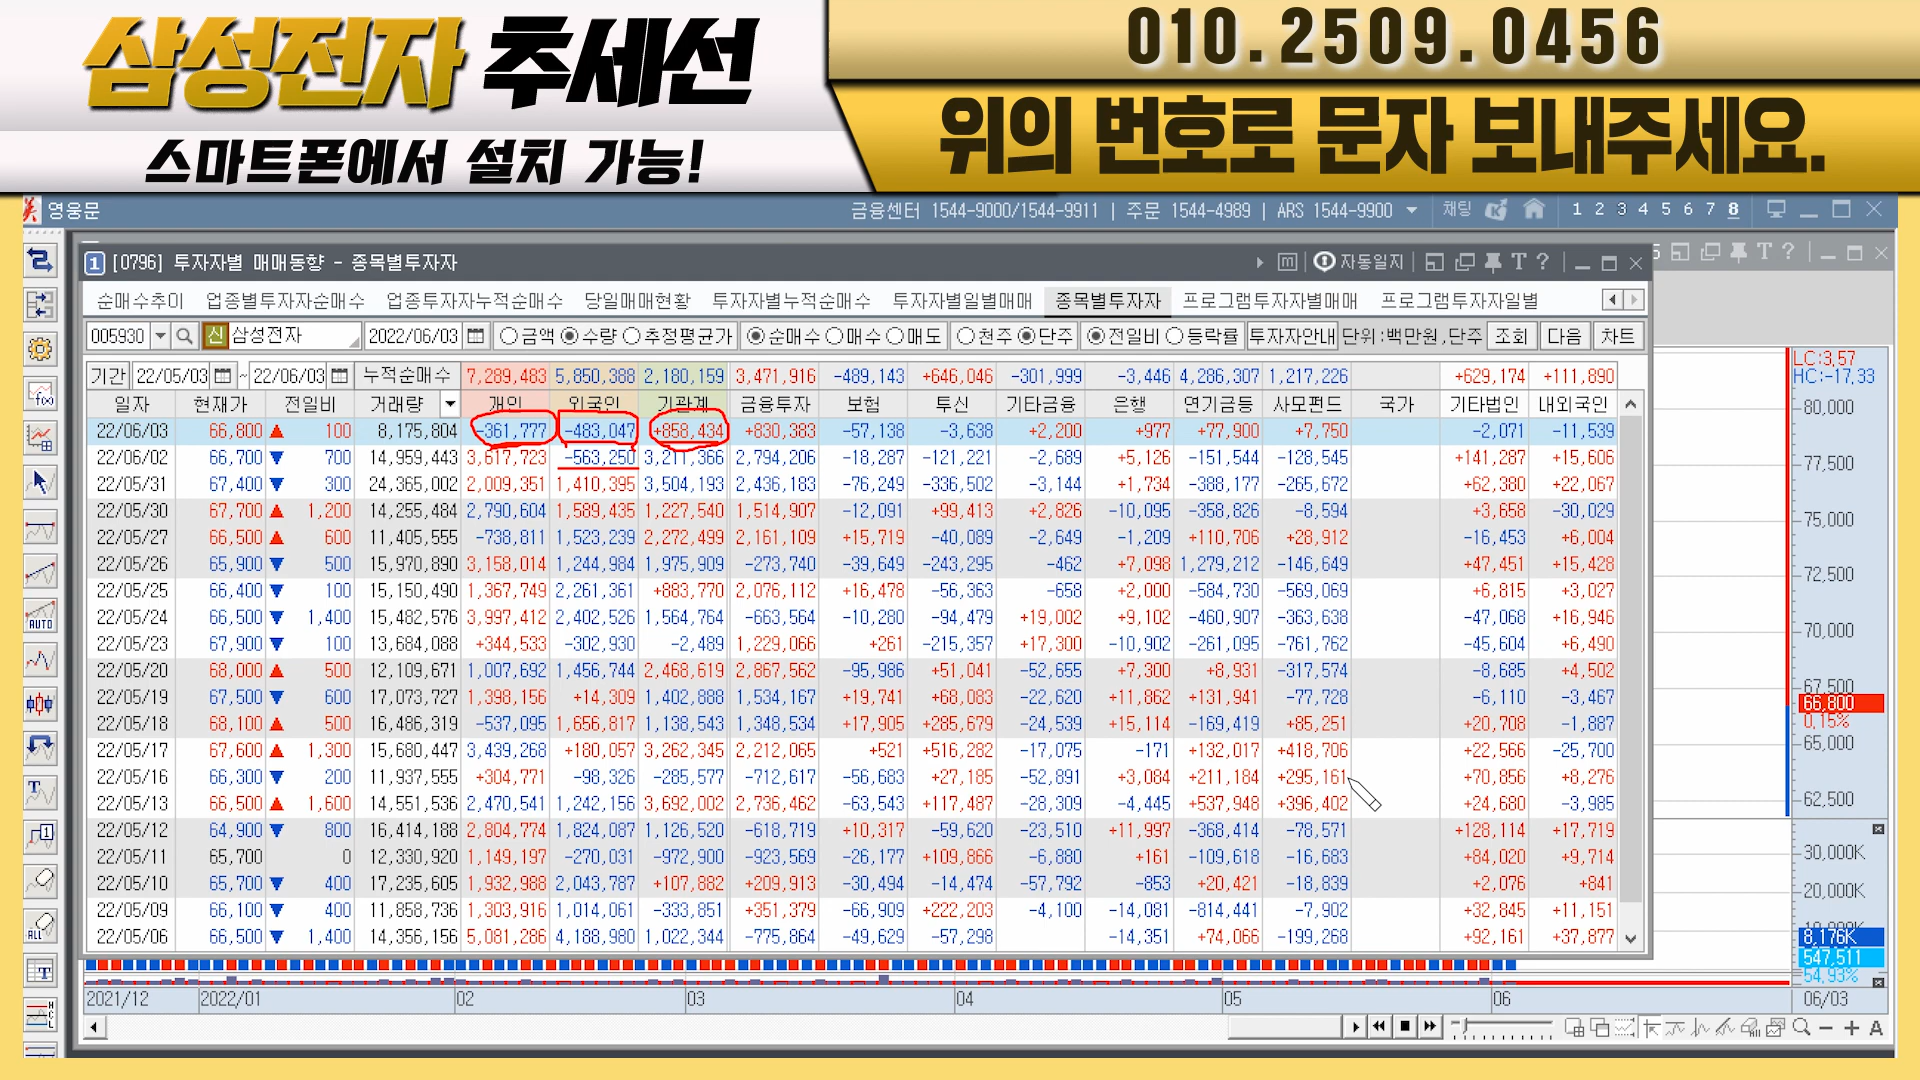 삼성전자 추세선
스마트폰에서 설치 가능!
010.2509.0456
위의 번호로 문자 보내주세요.
영웅문
금융센터 1544-9000/1544-9911 | 주문 1544-4989 | ARS 1544-9900 채팅 1 2 3 4 5 6 7 8
1 [0796] 투자자별 매매동향 - 종목별투자자 자동일지
순매수추이 업종별투자자순매수 업종투자자누적순매수 당일매매현황 투자자별누적순매수 투자자별일별매매 종목별투자자 프로그램투자자별매매 프로그램투자자일별
005930 신 삼성전자 2022/06/03 금액 수량 추정평균가 순매수 매수 매도 천주 단주 전일비 등락률 투자자안내 단위:백만원,단주 조회 다음 차트
기간 22/05/03 ~ 22/06/03 누적순매수 7,289,483 5,850,388 2,180,159 3,471,916 -489,143 +646,046 -301,999 -3,446 4,286,307 1,217,226 +629,174 +111,890
일자 현재가 전일비 거래량 개인 외국인 기관계 금융투자 보험 투신 기타금융 은행 연기금등 사모펀드 국가 기타법인 내외국인
22/06/03 66,800 ▲ 100 8,175,804 -361,777 -483,047 +858,434 +830,383 -57,138 -3,638 +2,200 +977 +77,900 +7,750 -2,071 -11,539
22/06/02 66,700 ▼ 700 14,959,443 3,617,723 -563,250 3,211,366 2,794,206 -18,287 -121,221 -2,689 +5,126 -151,544 -128,545 +141,287 +15,606
22/05/31 67,400 ▼ 300 24,365,002 2,009,351 1,410,395 3,504,193 2,436,183 -76,249 -336,502 -3,144 +1,734 -388,177 -265,672 +62,380 +22,067
22/05/30 67,700 ▲ 1,200 14,255,484 2,790,604 1,589,435 1,227,540 1,514,907 -12,091 +99,413 +2,826 -10,095 -358,826 -8,594 +3,658 -30,029
22/05/27 66,500 ▲ 600 11,405,555 -738,811 1,523,239 2,272,499 2,161,109 +15,719 -40,089 -2,649 -1,209 +110,706 +28,912 -16,453 +6,004
22/05/26 65,900 ▼ 500 15,970,890 3,158,014 1,244,984 1,975,909 -273,740 -39,649 -243,295 -462 +7,098 1,279,212 -146,649 +47,451 +15,428
22/05/25 66,400 ▼ 100 15,150,490 1,367,749 2,261,361 +883,770 2,076,112 +16,478 -56,363 -658 +2,000 -584,730 -569,069 +6,815 +3,027
22/05/24 66,500 ▼ 1,400 15,482,576 3,997,412 2,402,526 1,564,764 -663,564 -10,280 -94,479 +19,002 +9,102 -460,907 -363,638 -47,068 +16,946
22/05/23 67,900 ▼ 100 13,684,088 +344,533 -302,930 -2,489 1,229,066 +261 -215,357 +17,300 -10,902 -261,095 -761,762 -45,604 +6,490
22/05/20 68,000 ▲ 500 12,109,671 1,007,692 1,456,744 2,468,619 2,867,562 -95,986 +51,041 -52,655 +7,300 +8,931 -317,574 -8,685 +4,502
22/05/19 67,500 ▼ 600 17,073,727 1,398,156 +14,309 1,402,888 1,534,167 +19,741 +68,083 -22,620 +11,862 +131,941 -77,728 -6,110 -3,467
22/05/18 68,100 ▲ 500 16,486,319 -537,095 1,656,817 1,138,543 1,348,534 +17,905 +285,679 -24,539 +15,114 -169,419 +85,251 +20,708 -1,887
22/05/17 67,600 ▲ 1,300 15,680,447 3,439,268 +180,057 3,262,345 2,212,065 +521 +516,282 -17,075 -171 +132,017 +418,706 +22,566 -25,700
22/05/16 66,300 ▼ 200 11,937,555 +304,771 -98,326 -285,577 -712,617 -56,683 +27,185 -52,891 +3,084 +211,184 +295,161 +70,856 +8,276
22/05/13 66,500 ▲ 1,600 14,551,536 2,470,541 1,242,156 3,692,002 2,736,462 -63,543 +117,487 -28,309 -4,445 +537,948 +396,402 +24,680 -3,985
22/05/12 64,900 ▼ 800 16,414,188 2,804,774 1,824,087 1,126,520 -618,719 +10,317 -59,620 -23,510 +11,997 -368,414 -78,571 +128,114 +17,719
22/05/11 65,700 0 12,330,920 1,149,197 -270,031 -972,900 -923,569 -26,177 +109,866 -6,880 +161 -109,618 -16,683 +84,020 +9,714
22/05/10 65,700 ▼ 400 17,235,605 1,932,988 2,043,787 +107,882 +209,913 -30,494 -14,474 -57,792 -853 +20,421 -18,839 +2,076 +841
22/05/09 66,100 ▼ 400 11,858,736 1,303,916 1,014,061 -333,851 +351,379 -66,909 +222,203 -4,100 -14,081 -814,441 -7,902 +32,845 +11,151
22/05/06 66,500 ▼ 1,400 14,356,156 5,081,286 4,188,980 1,022,344 -775,864 -49,629 -57,298 -14,351 +74,066 -199,268 +92,161 +37,877
LC:3,57
HC:-17,33
80,000
77,500
75,000
72,500
70,000
67,500
66,800
0,15%
65,000
62,500
30,000K
20,000K
8,176K
547,511
54,93%
2021/12 2022/01 02 03 04 05 06 06/03